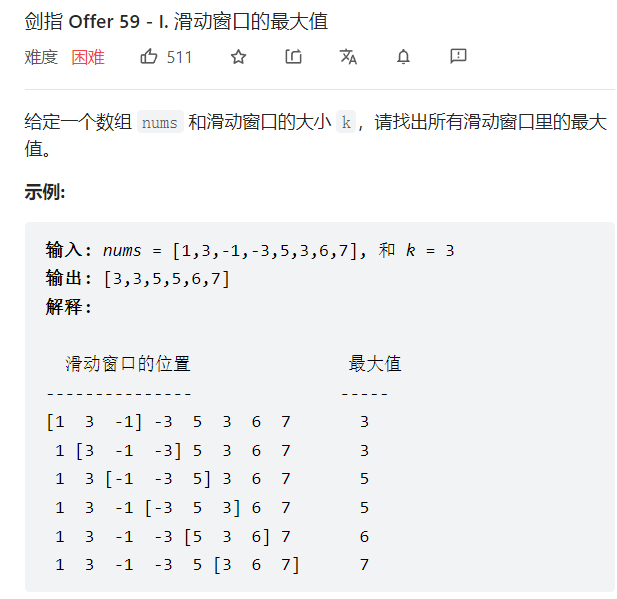 剑指 Offer 59 - I. 滑动窗口的最大值
难度 困难 511
给定一个数组 nums 和滑动窗口的大小 k，请找出所有滑动窗口里的最大
值。
示例:
输入: nums = [1,3,-1,-3,5,3,6,7], 和 k = 3
输出: [3,3,5,5,6,7]
解释:
滑动窗口的位置 最大值
--------------- -----
[1 3 -1] -3 5 3 6 7 3
1 [3 -1 -3] 5 3 6 7 3
1 3 [-1 -3 5] 3 6 7 5
1 3 -1 [-3 5 3] 6 7 5
1 3 -1 -3 [5 3 6] 7 6
1 3 -1 -3 5 [3 6 7] 7